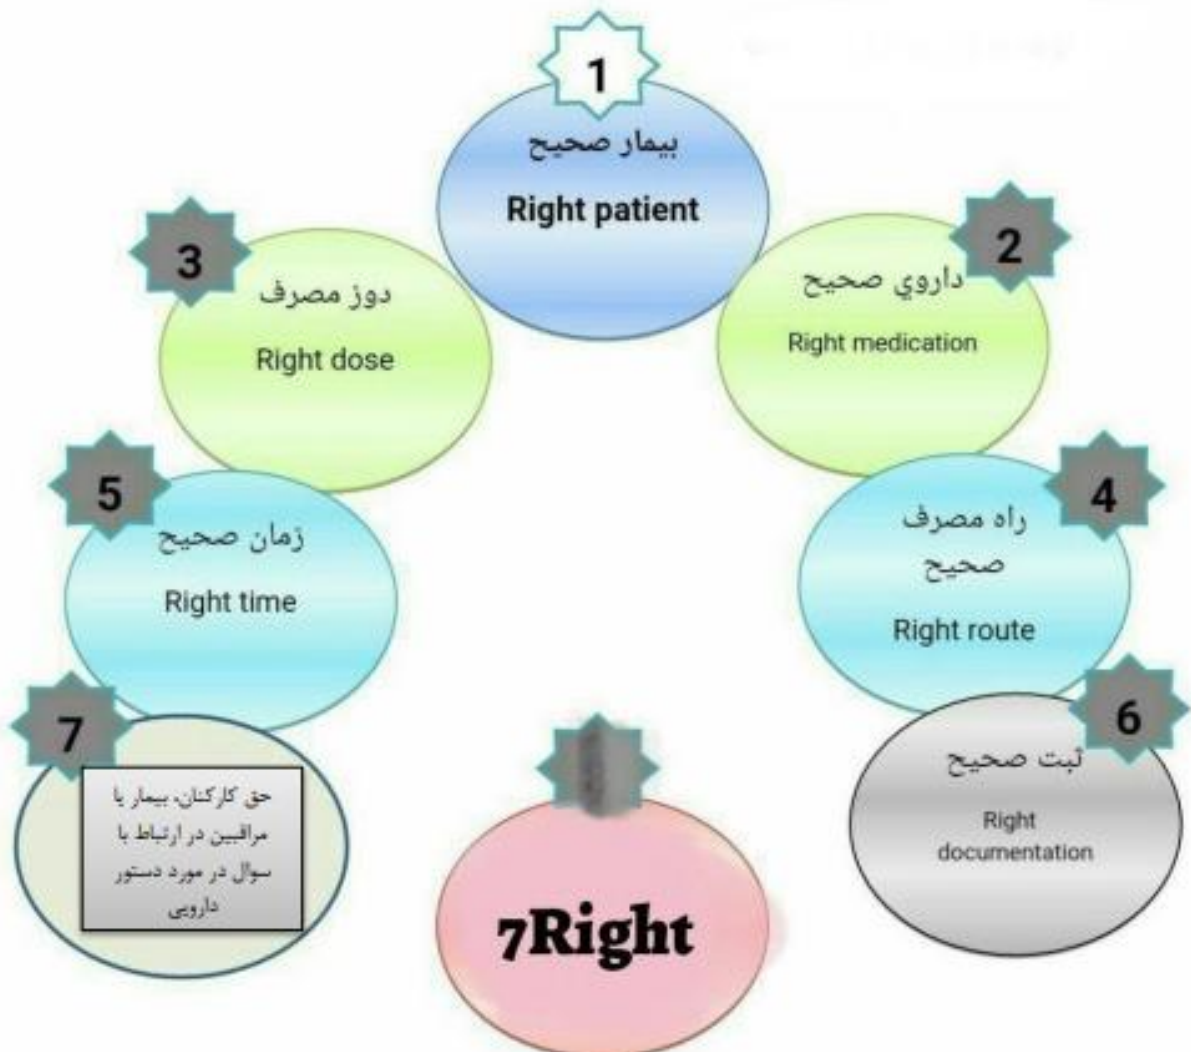 1
بیمار صحیح
Right patient
2
داروي صحیح
Right medication
3
دوز مصرف
Right dose
4
راه مصرف
صحیح
Right route
5
زمان صحیح
Right time
6
ثبت صحیح
Right
documentation
7
حق کارکنان، بیمار یا
مراقبین در ارتباط با
سوال در مورد دستور
دارویی
7Right